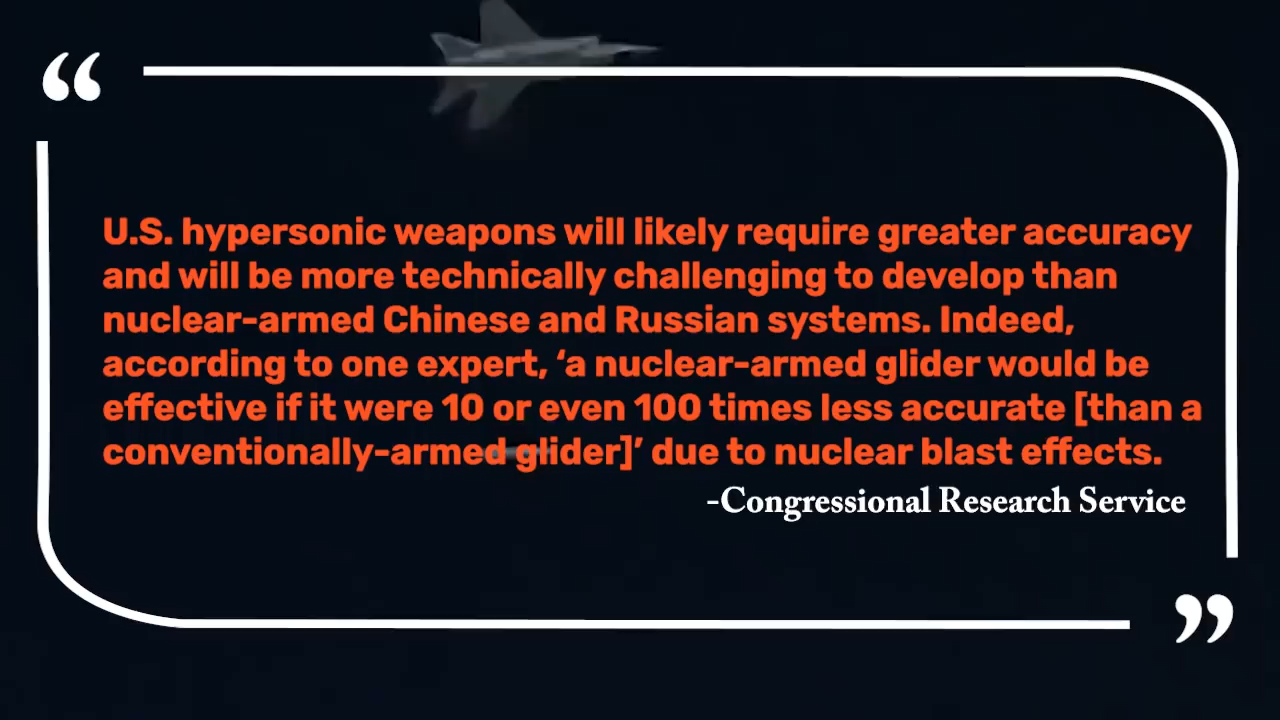 “
U.S. hypersonic weapons will likely require greater accuracy
and will be more technically challenging to develop than
nuclear-armed Chinese and Russian systems. Indeed,
according to one expert, ‘a nuclear-armed glider would be
effective if it were 10 or even 100 times less accurate [than a
conventionally-armed glider]’ due to nuclear blast effects.
-Congressional Research Service
”